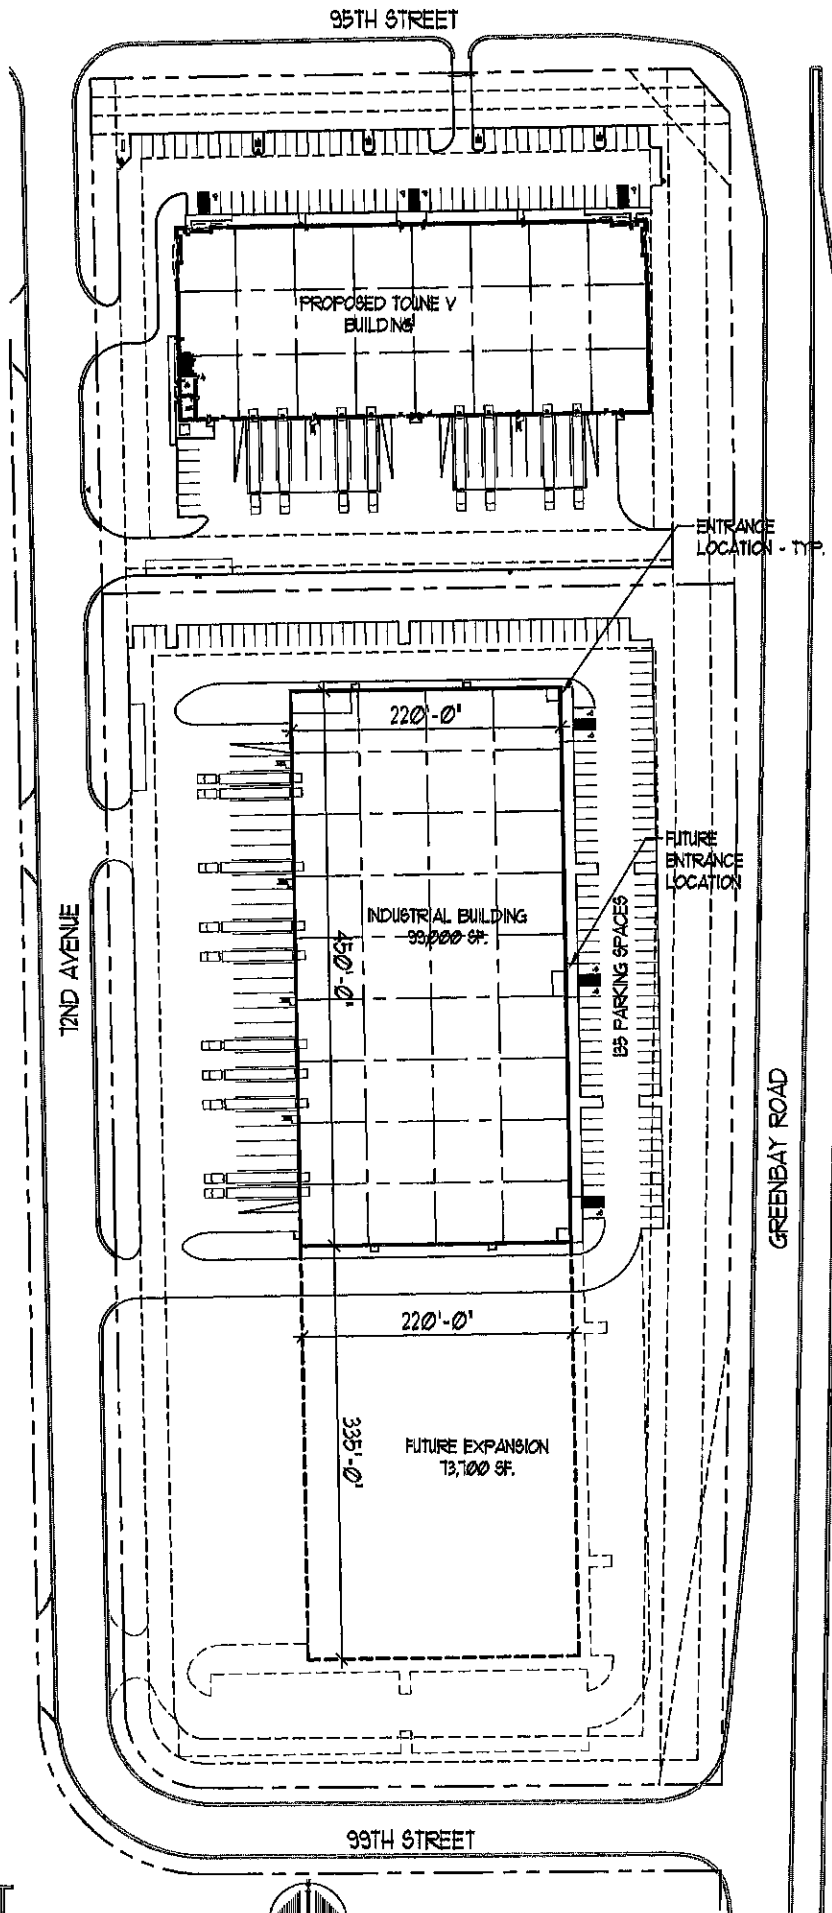 95TH STREET
PROPOSED TOWNE V
BUILDING
ENTRANCE
LOCATION - TYP.
220'-0"
FUTURE
ENTRANCE
LOCATION
INDUSTRIAL BUILDING
99,000 SF.
450'-0"
135 PARKING SPACES
72ND AVENUE
GREENBAY ROAD
220'-0"
335'-0"
FUTURE EXPANSION
73,700 SF.
99TH STREET